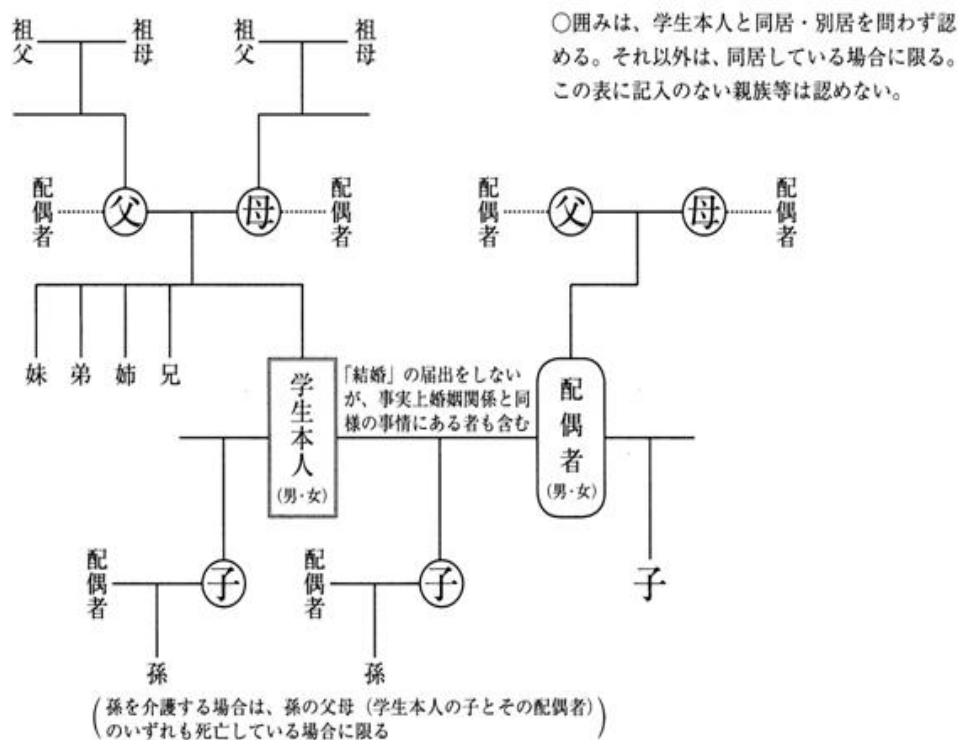 祖父
祖母
祖父
祖母
○囲みは、学生本人と同居・別居を問わず認
める。それ以外は、同居している場合に限る。
この表に記入のない親族等は認めない。
配偶者
父
母
配偶者
配偶者
父
母
配偶者
妹
弟
姉
兄
学生本人
(男・女)
「結婚」の届出をしない
が、事実上婚姻関係と同
様の事情にある者も含む
配偶者
(男・女)
配偶者
子
配偶者
子
子
孫
孫
(孫を介護する場合は、孫の父母(学生本人の子とその配偶者)
のいずれも死亡している場合に限る)